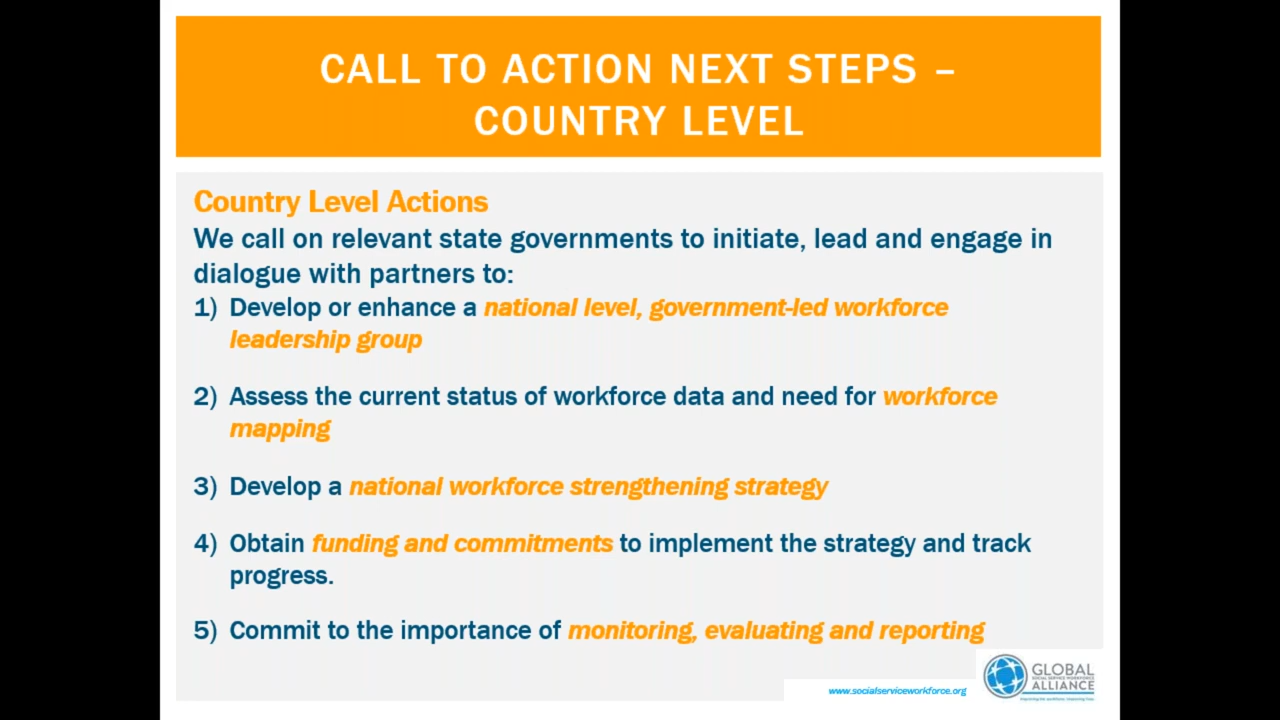 CALL TO ACTION NEXT STEPS –
COUNTRY LEVEL
Country Level Actions
We call on relevant state governments to initiate, lead and engage in
dialogue with partners to:
1) Develop or enhance a national level, government-led workforce
leadership group
2) Assess the current status of workforce data and need for workforce
mapping
3) Develop a national workforce strengthening strategy
4) Obtain funding and commitments to implement the strategy and track
progress.
5) Commit to the importance of monitoring, evaluating and reporting
www.socialserviceworkforce.org
GLOBAL
SOCIAL SERVICE WORKFORCE
ALLIANCE